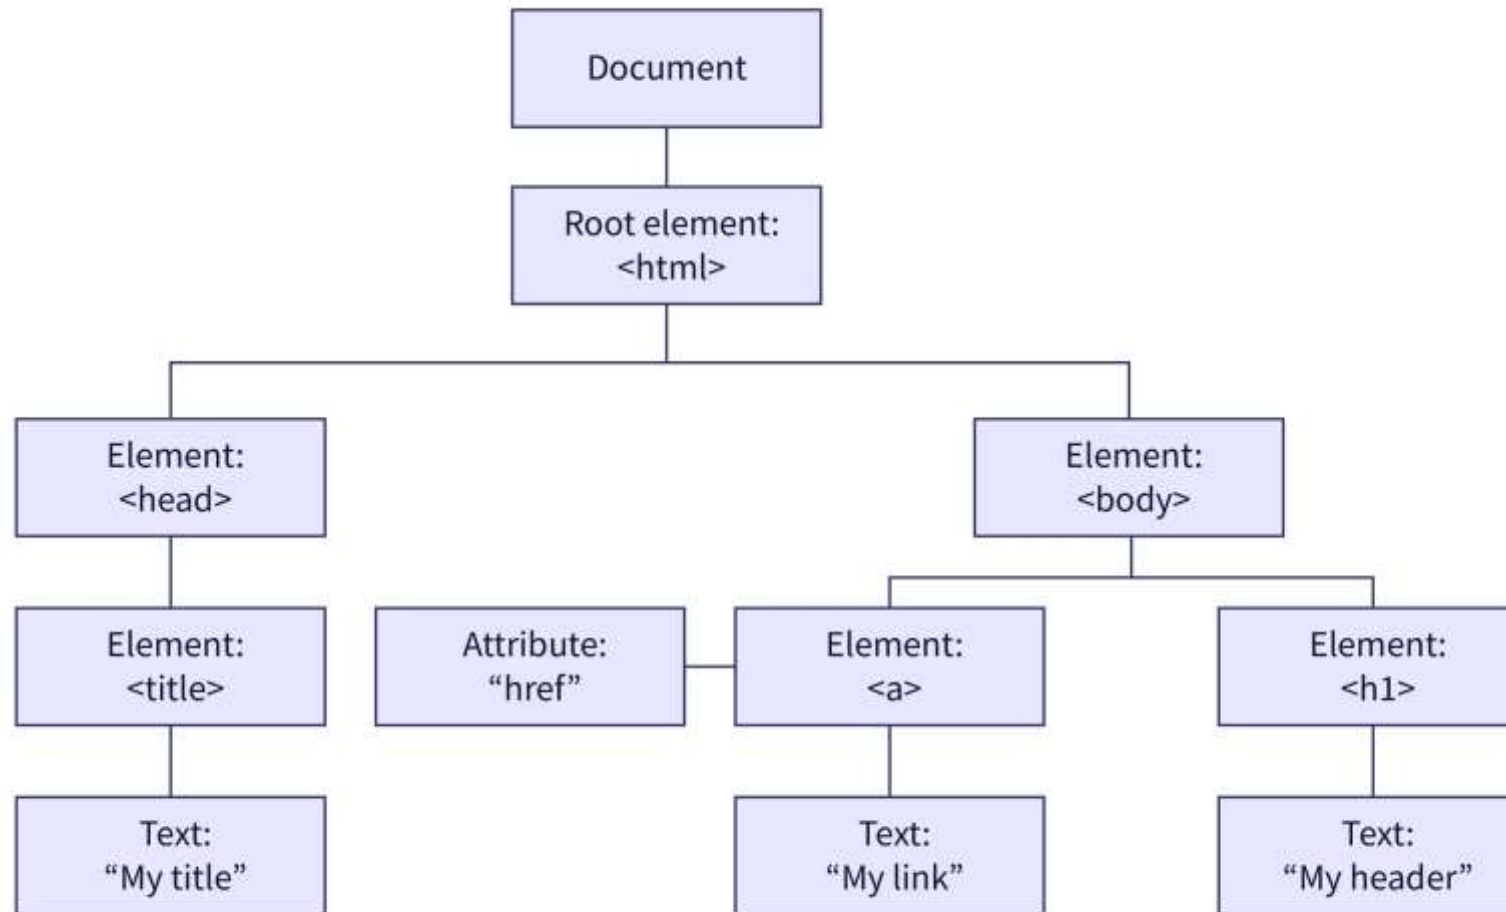 Document
Root element:
<html>
Element:
<head>
Element:
<body>
Element:
<title>
Attribute:
“href”
Element:
<a>
Element:
<h1>
Text:
“My title”
Text:
“My link”
Text:
“My header”